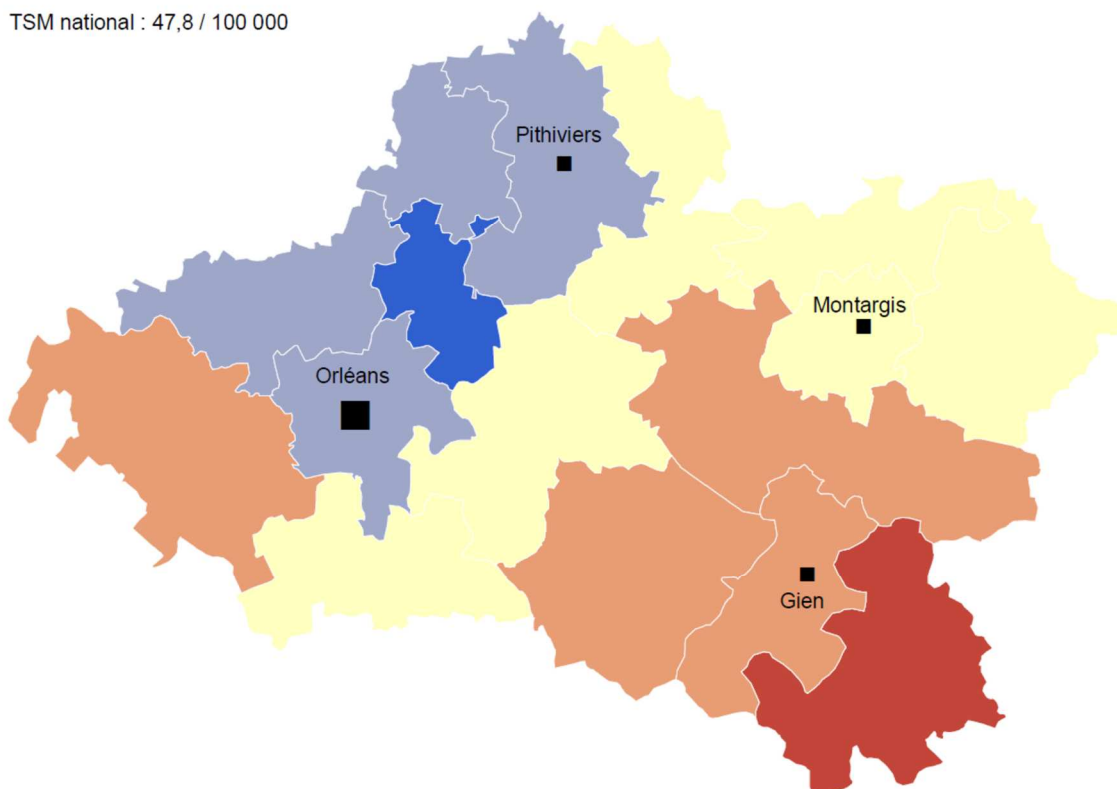 TSM national : 47,8 / 100 000
Pithiviers
Montargis
Orléans
Gien